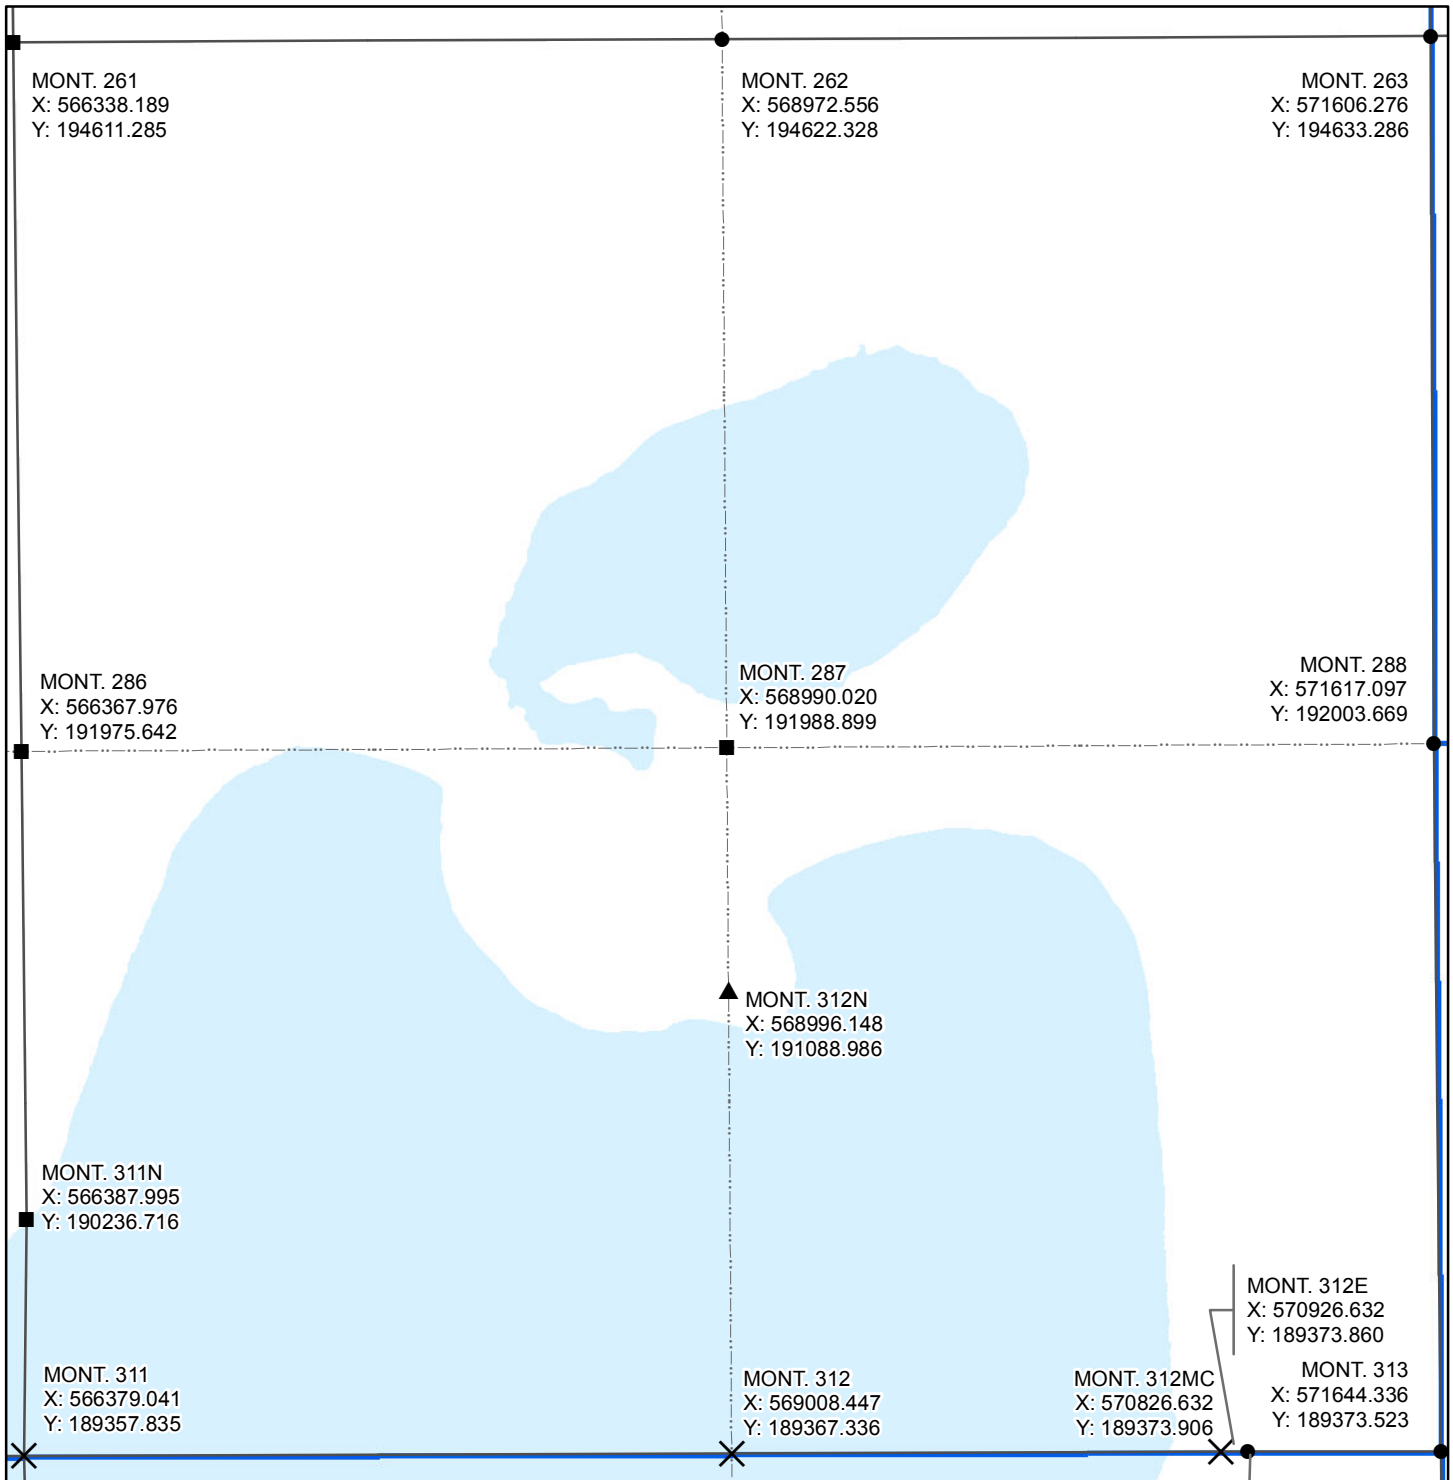 MONT. 261
X: 566338.189
Y: 194611.285
MONT. 262
X: 568972.556
Y: 194622.328
MONT. 263
X: 571606.276
Y: 194633.286
MONT. 286
X: 566367.976
Y: 191975.642
MONT. 287
X: 568990.020
Y: 191988.899
MONT. 288
X: 571617.097
Y: 192003.669
MONT. 312N
X: 568996.148
Y: 191088.986
MONT. 311N
X: 566387.995
Y: 190236.716
MONT. 312E
X: 570926.632
Y: 189373.860
MONT. 311
X: 566379.041
Y: 189357.835
MONT. 312
X: 569008.447
Y: 189367.336
MONT. 312MC
X: 570826.632
Y: 189373.906
MONT. 313
X: 571644.336
Y: 189373.523